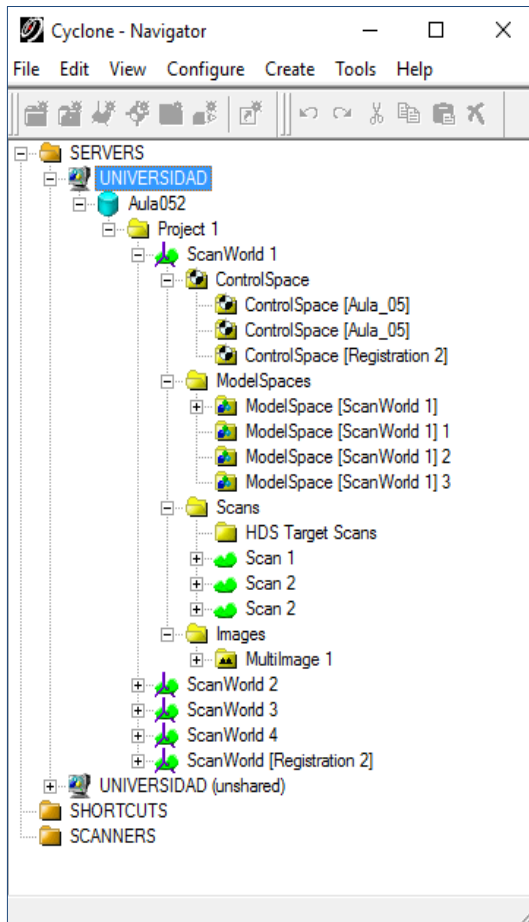 Cyclone - Navigator
File Edit View Configure Create Tools Help
SERVERS
UNIVERSIDAD
Aula052
Project 1
ScanWorld 1
ControlSpace
ControlSpace [Aula_05]
ControlSpace [Aula_05]
ControlSpace [Registration 2]
ModelSpaces
ModelSpace [ScanWorld 1]
ModelSpace [ScanWorld 1] 1
ModelSpace [ScanWorld 1] 2
ModelSpace [ScanWorld 1] 3
Scans
HDS Target Scans
Scan 1
Scan 2
Scan 2
Images
MultiImage 1
ScanWorld 2
ScanWorld 3
ScanWorld 4
ScanWorld [Registration 2]
UNIVERSIDAD (unshared)
SHORTCUTS
SCANNERS